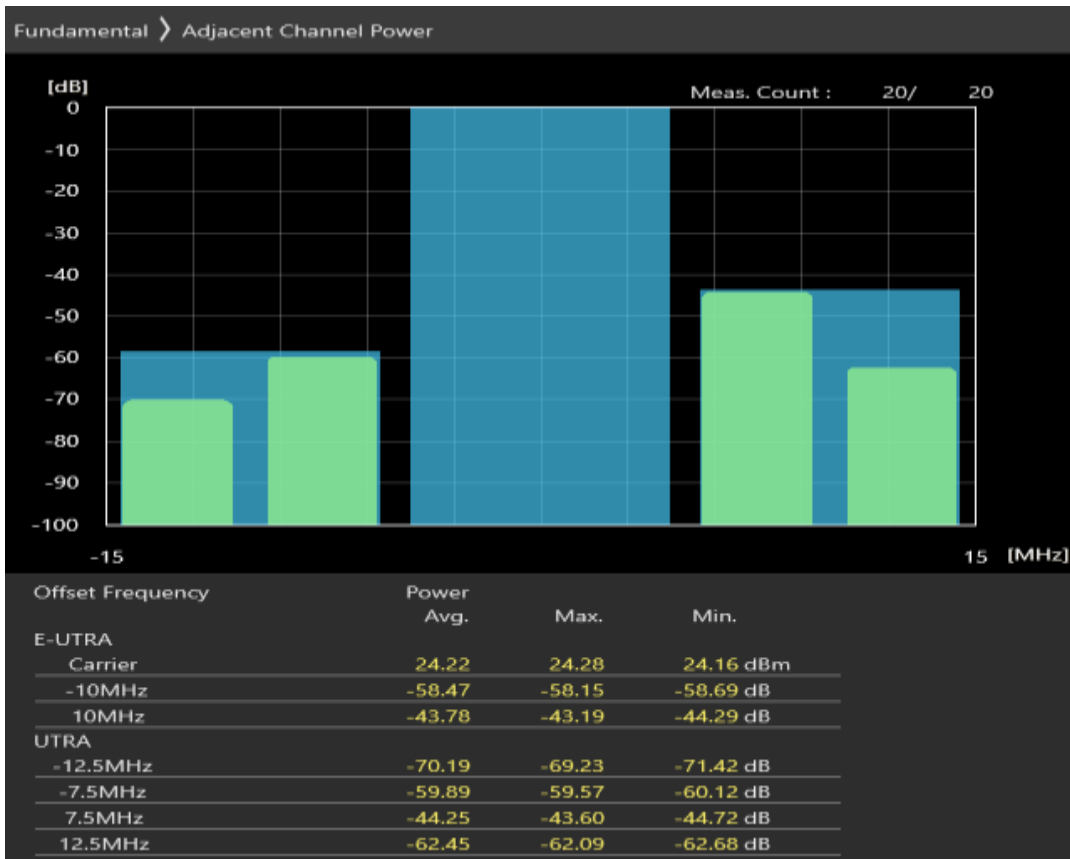 Fundamental 〉 Adjacent Channel Power
[dB]
Meas. Count : 20/ 20
0
-10
-20
-30
-40
-50
-60
-70
-80
-90
-100
-15 15 [MHz]
Offset Frequency Power
Avg. Max. Min.
E-UTRA
Carrier 24.22 24.28 24.16 dBm
-10MHz -58.47 -58.15 -58.69 dB
10MHz -43.78 -43.19 -44.29 dB
UTRA
-12.5MHz -70.19 -69.23 -71.42 dB
-7.5MHz -59.89 -59.57 -60.12 dB
7.5MHz -44.25 -43.60 -44.72 dB
12.5MHz -62.45 -62.09 -62.68 dB